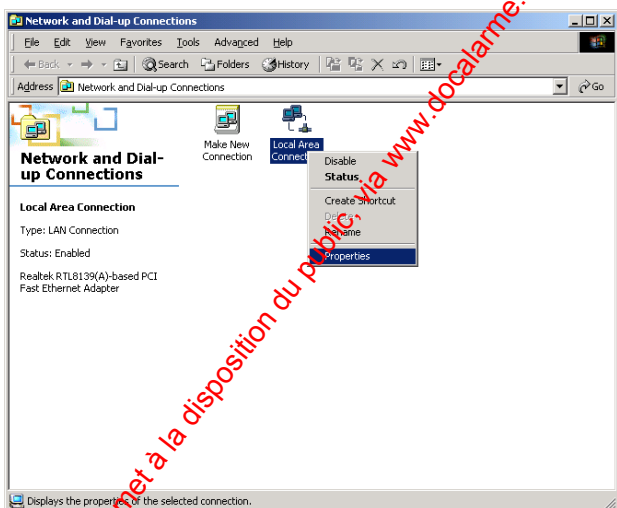 Network and Dial-up Connections
File Edit View Favorites Tools Advanced Help
Back Search Folders History
Address Network and Dial-up Connections Go
Make New
Connection
Local Area
Network and Dial-
up Connections
Local Area Connection
Type: LAN Connection
Status: Enabled
Realtek RTL8139(A)-based PCI
Fast Ethernet Adapter
Disable
Status
Create Shortcut
Delete
Rename
Properties
Displays the properties of the selected connection.
met à la disposition du public, via www.docalarme.